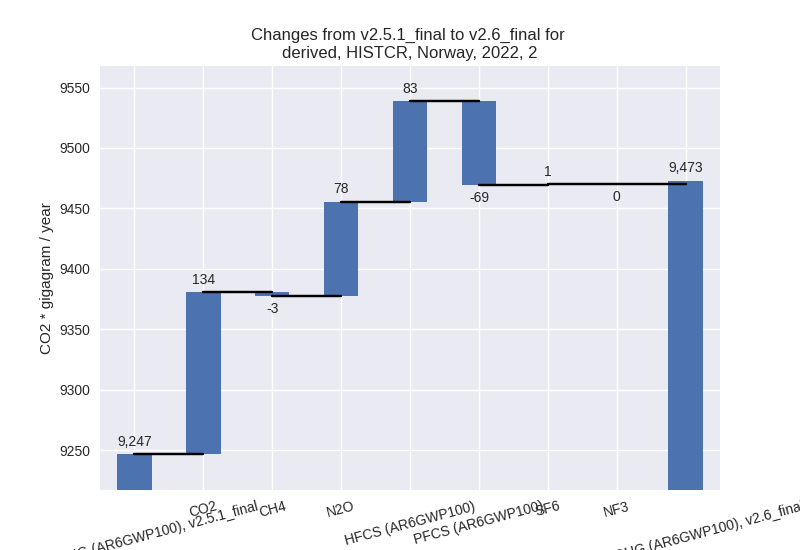 Changes from v2.5.1_final to v2.6_final for
derived, HISTCR, Norway, 2022, 2
CO2 * gigagram / year
9550
9500
9450
9400
9350
9300
9250
9,247
134
-3
78
83
-69
1
0
9,473
(AR6GWP100), v2.5.1_final
CO2
CH4
N2O
HFCS (AR6GWP100)
PFCS (AR6GWP100)
SF6
NF3
(AR6GWP100), v2.6_final